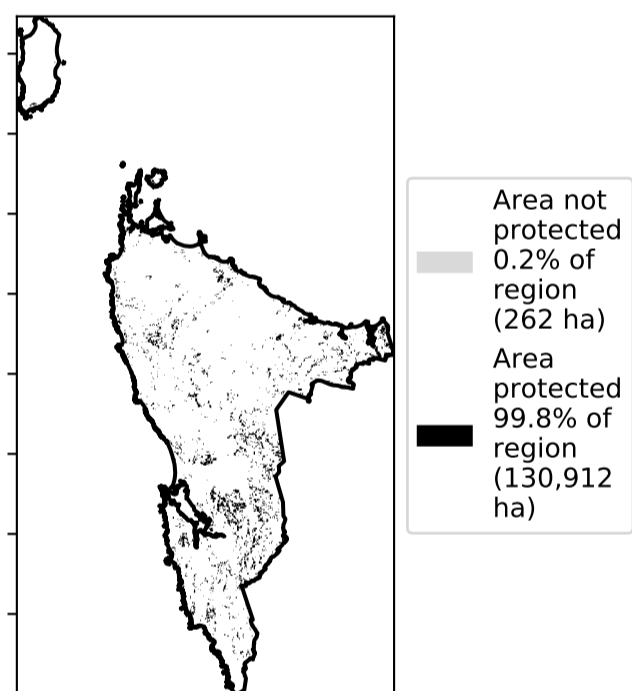 Area not
protected
0.2% of
region
(262 ha)
Area
protected
99.8% of
region
(130,912
ha)